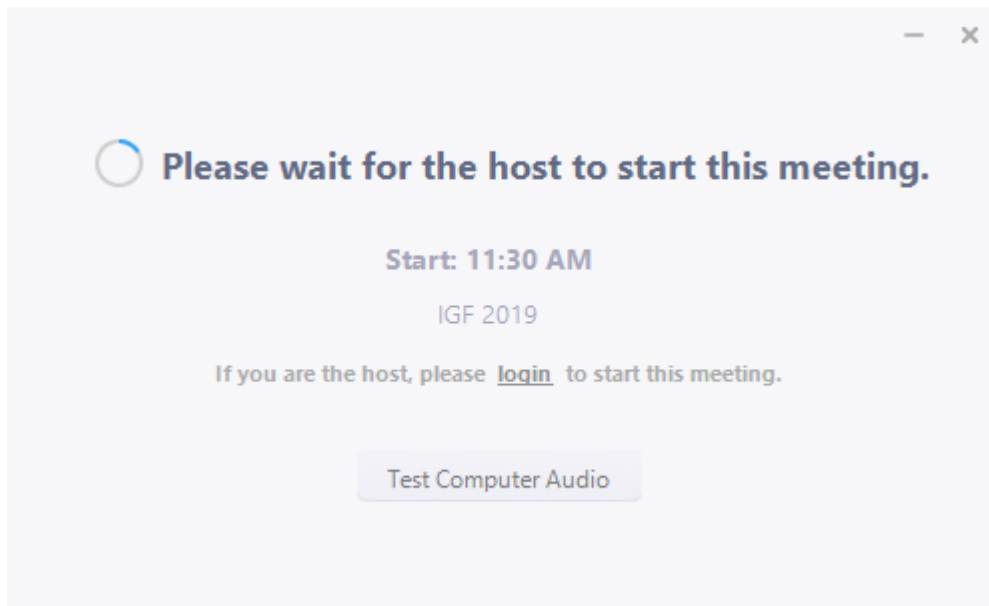 Please wait for the host to start this meeting.
Start: 11:30 AM
IGF 2019
If you are the host, please login to start this meeting.
Test Computer Audio